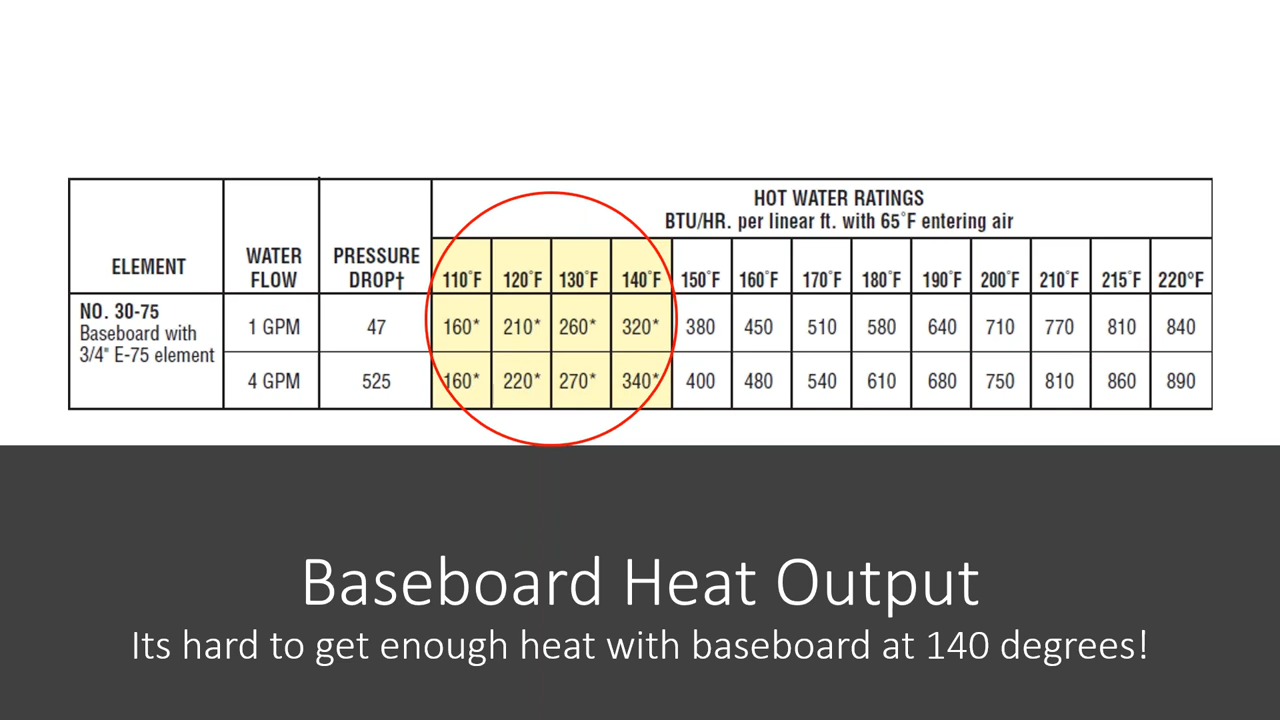 HOT WATER RATINGS
BTU/HR. per linear ft. with 65°F entering air
ELEMENT WATER FLOW PRESSURE DROP† 110°F 120°F 130°F 140°F 150°F 160°F 170°F 180°F 190°F 200°F 210°F 215°F 220°F
NO. 30-75
Baseboard with
3/4" E-75 element
1 GPM 47 160* 210* 260* 320* 380 450 510 580 640 710 770 810 840
4 GPM 525 160* 220* 270* 340* 400 480 540 610 680 750 810 860 890
Baseboard Heat Output
Its hard to get enough heat with baseboard at 140 degrees!